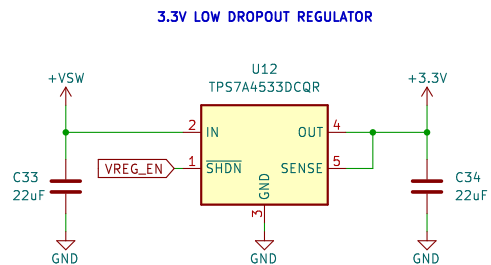 3.3V LOW DROPOUT REGULATOR
U12
TPS7A4533DCQR
+VSW
+3.3V
2 IN OUT 4
VREG_EN 1 SHDN SENSE 5
GND
3
C33
22uF
C34
22uF
GND GND GND